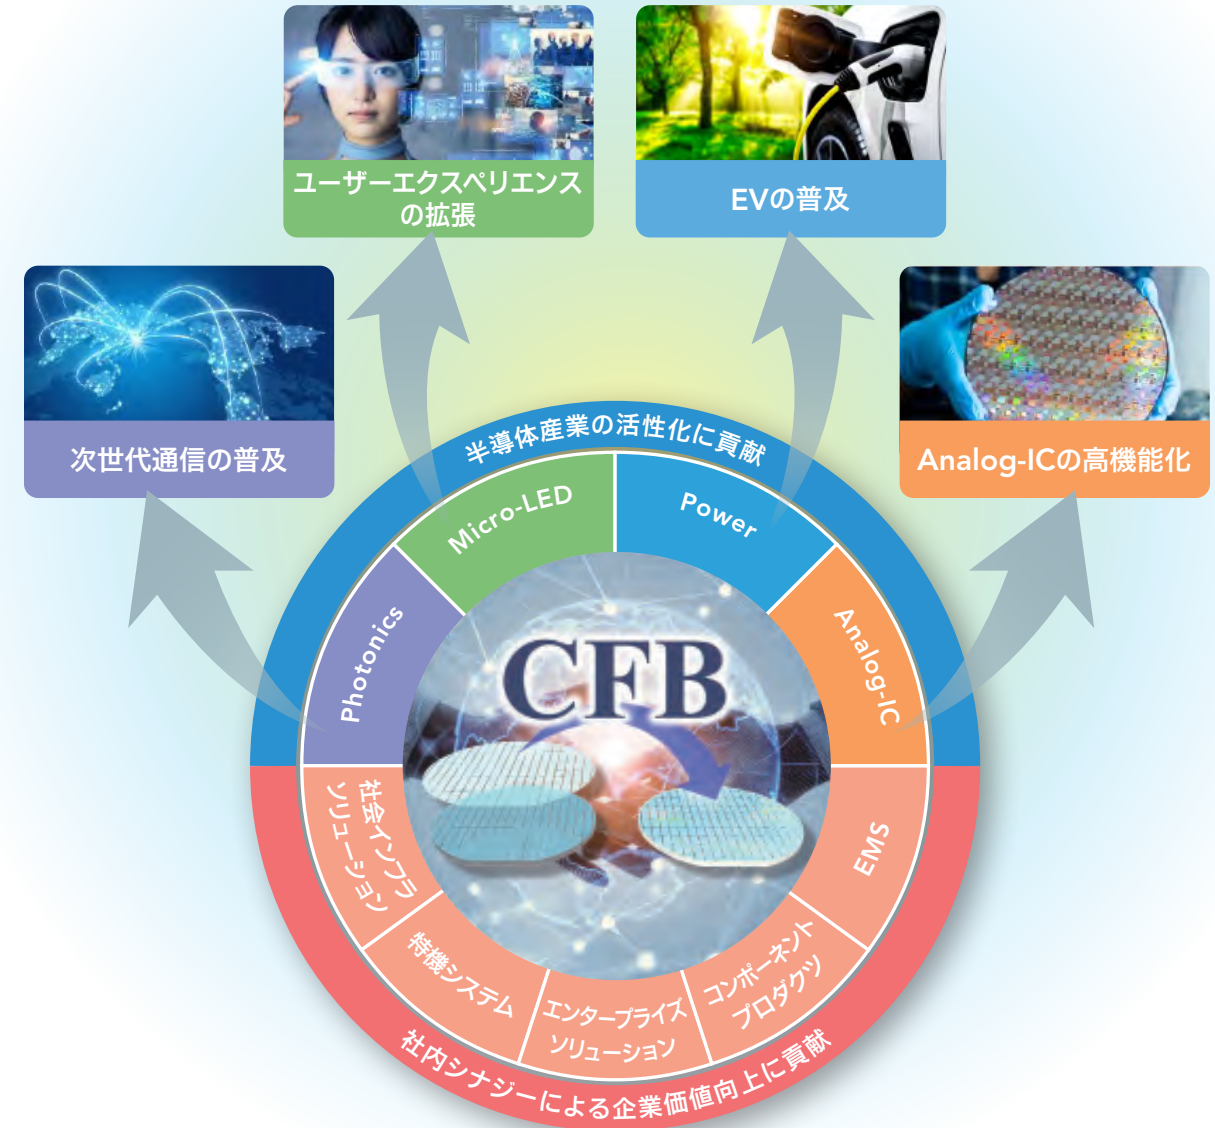 ユーザーエクスペリエンス
の拡張
EVの普及
次世代通信の普及
Analog-ICの高機能化
半導体産業の活性化に貢献
Micro-LED
Power
Photonics
Analog-IC
CFB
社会インフラ
ソリューション
特機システム
エンタープライズ
ソリューション
コンポーネント
プロダクツ
EMS
社内シナジーによる企業価値向上に貢献